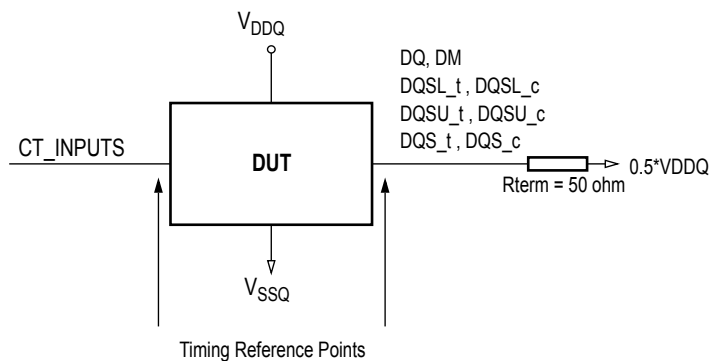 VDDQ
DQ, DM
DQSL_t , DQSL_c
DQSU_t , DQSU_c
DQS_t , DQS_c
CT_INPUTS
DUT
0.5*VDDQ
Rterm = 50 ohm
VSSQ
Timing Reference Points